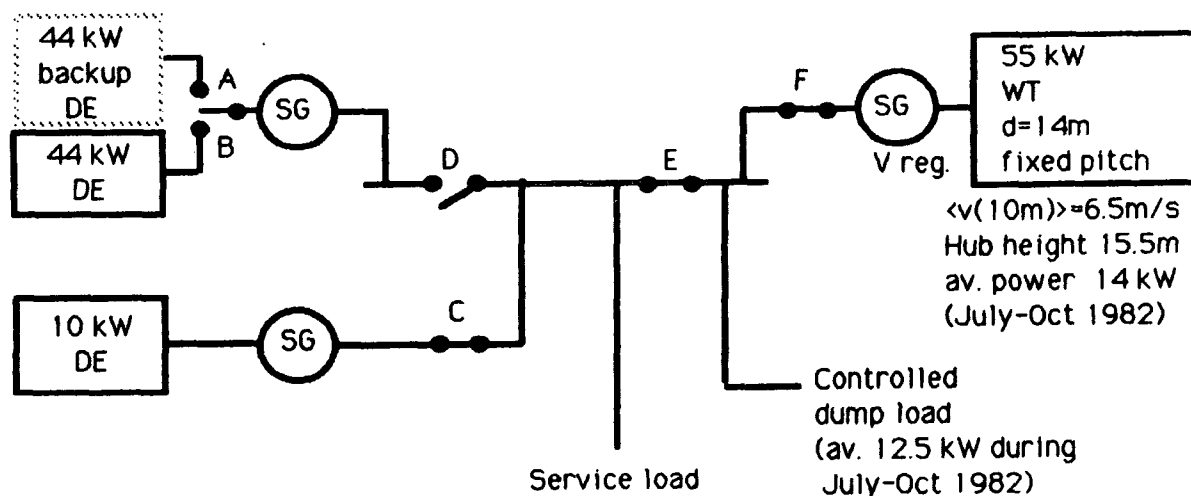 44 kW
backup
DE
A
SG
B
44 kW
DE
D
E
F
SG
V reg.
55 kW
WT
d=14m
fixed pitch
<v(10m)>=6.5m/s
Hub height 15.5m
av. power 14 kW
(July-Oct 1982)
10 kW
DE
SG
C
Service load
Controlled
dump load
(av. 12.5 kW during
July-Oct 1982)